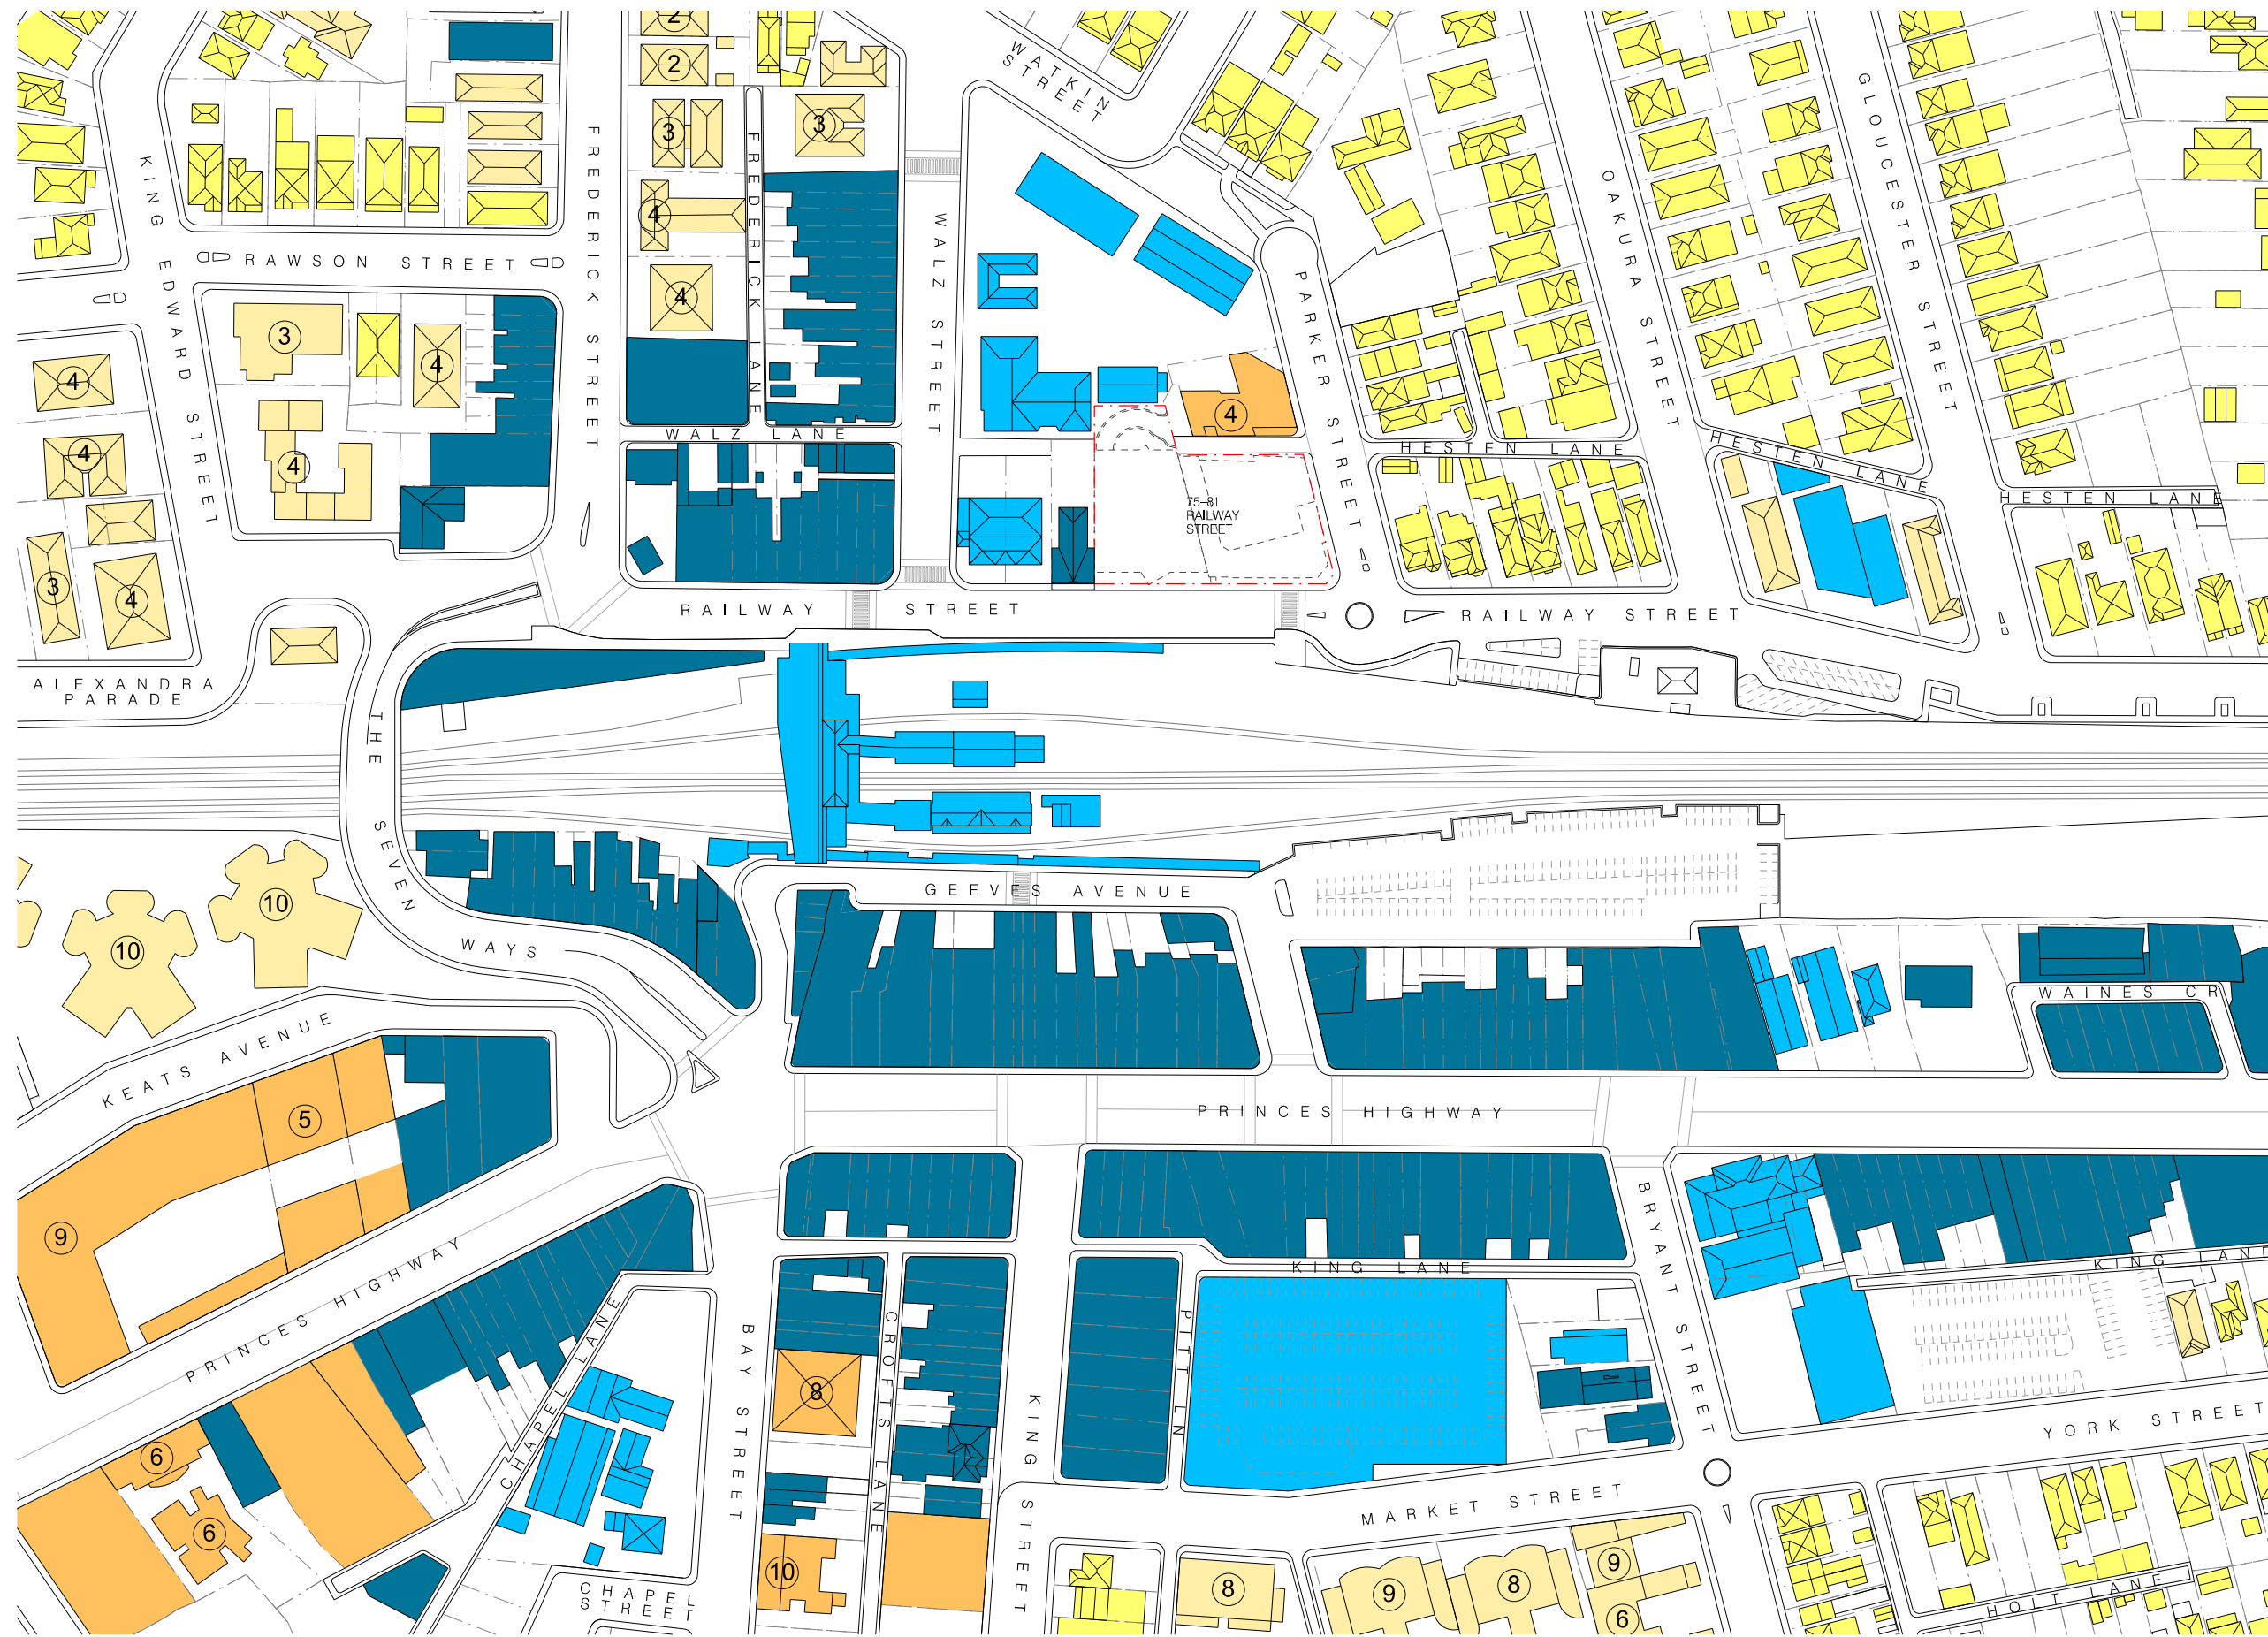 2
WATKIN
STREET
2
3
3
FREDERICK STREET
FREDERICK LANE
KING EDWARD STREET
GLOUCESTER STREET
OAKURA STREET
4
WALZ STREET
RAWSON STREET
PARKER STREET
4
3
4
4
4
WALZ LANE
HESTEN LANE
HESTEN LANE
HESTEN LANE
4
4
75–81
RAILWAY
STREET
3
4
RAILWAY STREET
RAILWAY STREET
ALEXANDRA
PARADE
THE SEVEN WAYS
GEEVES AVENUE
10
10
WAINES CR
KEATS AVENUE
5
PRINCES HIGHWAY
9
PRINCES HIGHWAY
KING LANE
KING LANE
BRYANT STREET
BAY STREET
CROFTS LANE
PITT LN
KING STREET
CHAPEL LANE
8
YORK STREET
6
6
MARKET STREET
10
CHAPEL
STREET
8
9
8
9
6
HOLT LANE